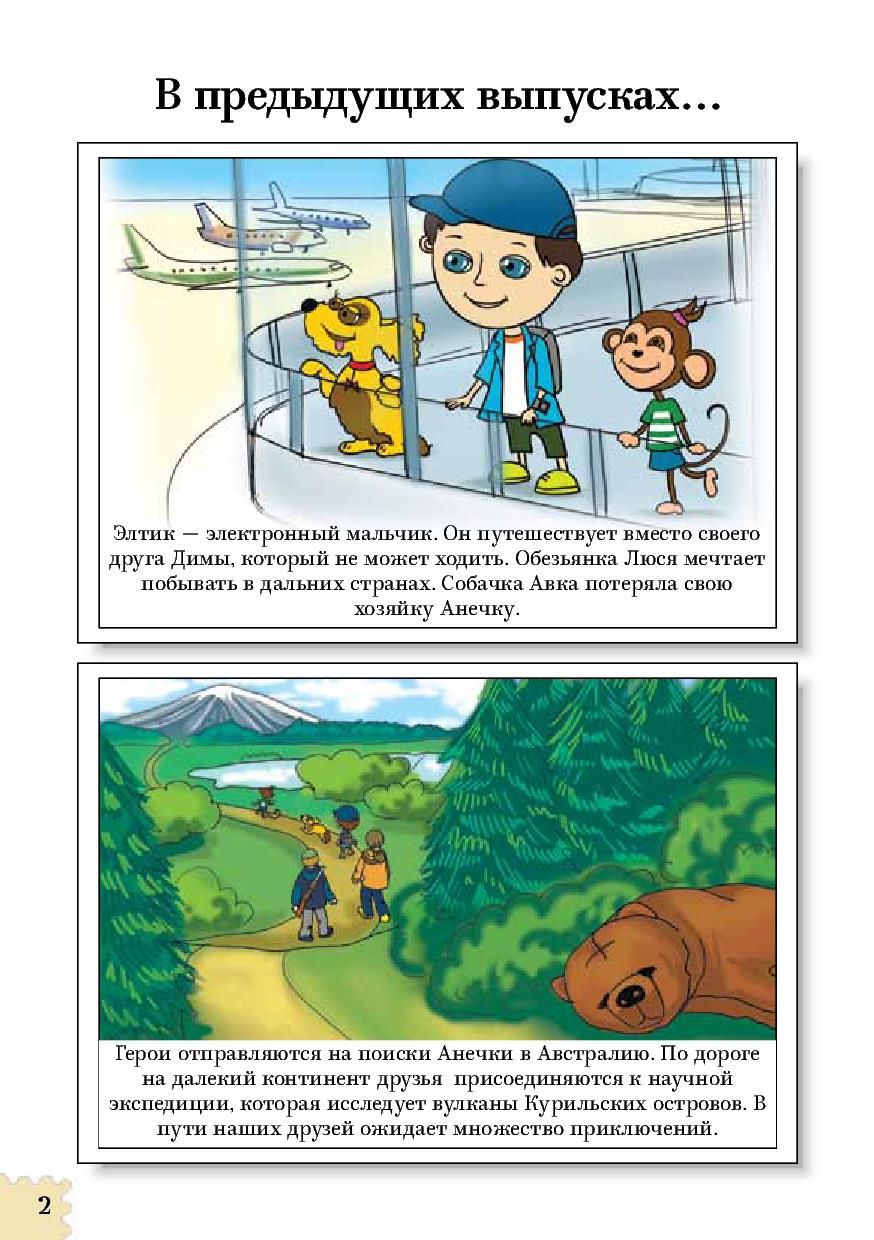 В предыдущих выпусках...
Элтик — электронный мальчик. Он путешествует вместо своего
друга Димы, который не может ходить. Обезьянка Люся мечтает
побывать в дальних странах. Собачка Авка потеряла свою
хозяйку Анечку.
Герои отправляются на поиски Анечки в Австралию. По дороге
на далекий континент друзья  присоединяются к научной
экспедиции, которая исследует вулканы Курильских островов. В
пути наших друзей ожидает множество приключений.
2